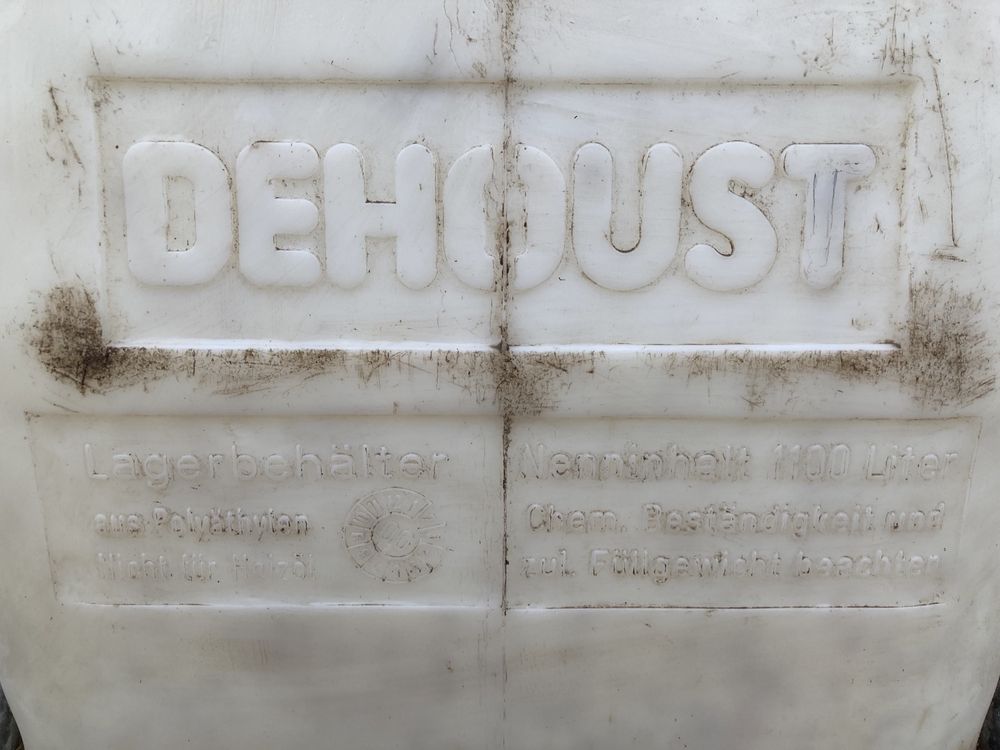 DEHOUST
Lagerbehälter
aus Polyäthylen
Nicht für Heizöl
Nenninhalt 1100 Liter
Chem. Beständigkeit und
zul. Füllgewicht beachten